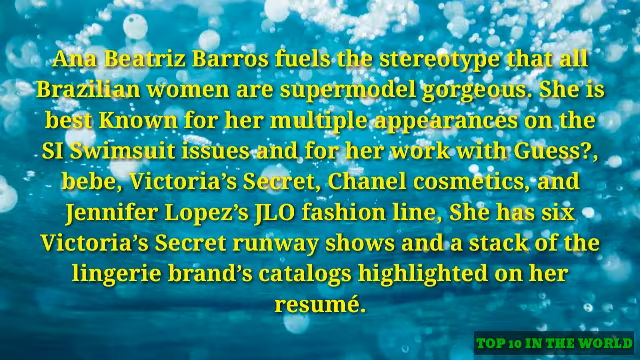 Ana Beatriz Barros fuels the stereotype that all
Brazilian women are supermodel gorgeous. She is
best Known for her multiple appearances on the
SI Swimsuit issues and for her work with Guess?,
bebe, Victoria’s Secret, Chanel cosmetics, and
Jennifer Lopez’s JLO fashion line, She has six
Victoria’s Secret runway shows and a stack of the
lingerie brand’s catalogs highlighted on her
resumé.
TOP 10 IN THE WORLD